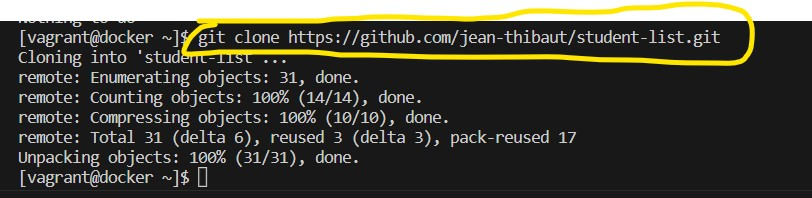 Nothing to do
[vagrant@docker ~]$ git clone https://github.com/jean-thibaut/student-list.git
Cloning into 'student-list'...
remote: Enumerating objects: 31, done.
remote: Counting objects: 100% (14/14), done.
remote: Compressing objects: 100% (10/10), done.
remote: Total 31 (delta 6), reused 3 (delta 3), pack-reused 17
Unpacking objects: 100% (31/31), done.
[vagrant@docker ~]$